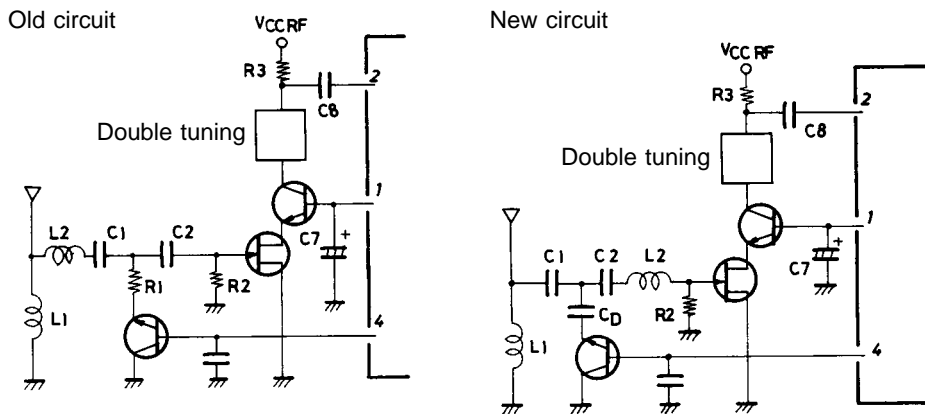 Old circuit
VCC RF
R3
2
C8
Double tuning
1
L2
C1
C2
C7
+
R1
R2
L1
4
New circuit
VCC RF
R3
2
C8
Double tuning
1
C1
C2
L2
C7
+
CD
R2
L1
4